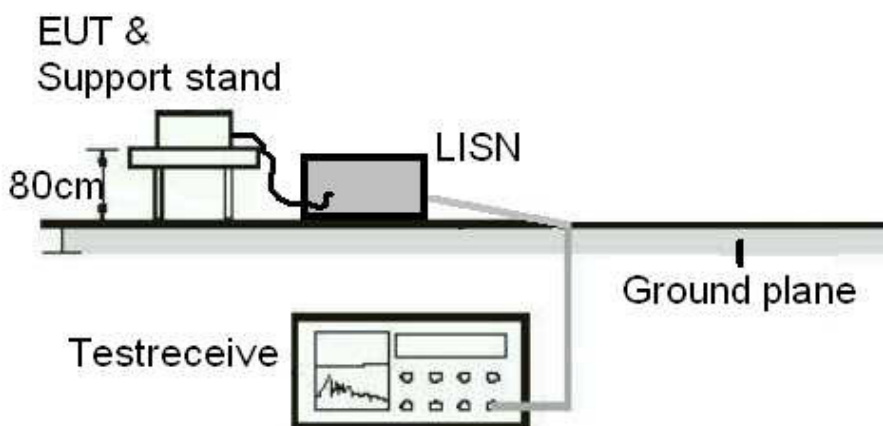 EUT &
Support stand
LISN
80cm
Ground plane
Testreceive